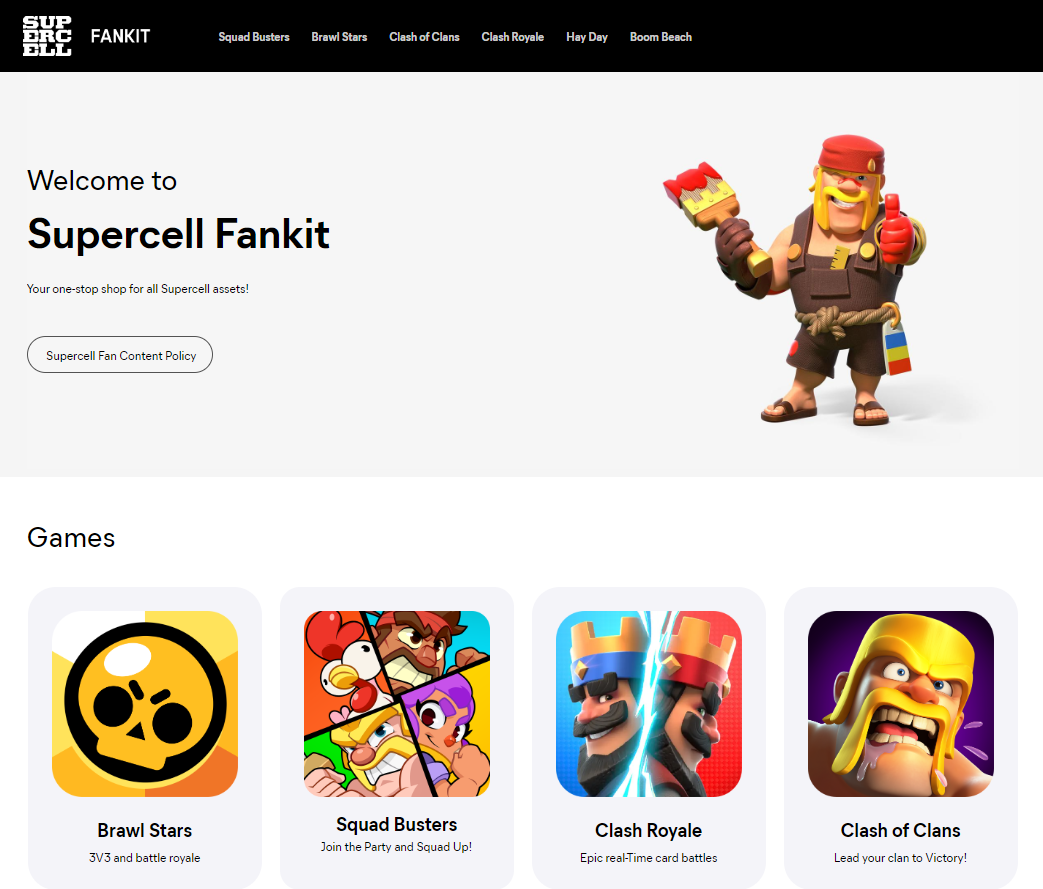 SUP
ERC
ELL
FANKIT
Squad Busters
Brawl Stars
Clash of Clans
Clash Royale
Hay Day
Boom Beach
Welcome to
Supercell Fankit
Your one-stop shop for all Supercell assets!
Supercell Fan Content Policy
Games
Brawl Stars
3V3 and battle royale
Squad Busters
Join the Party and Squad Up!
Clash Royale
Epic real-Time card battles
Clash of Clans
Lead your clan to Victory!